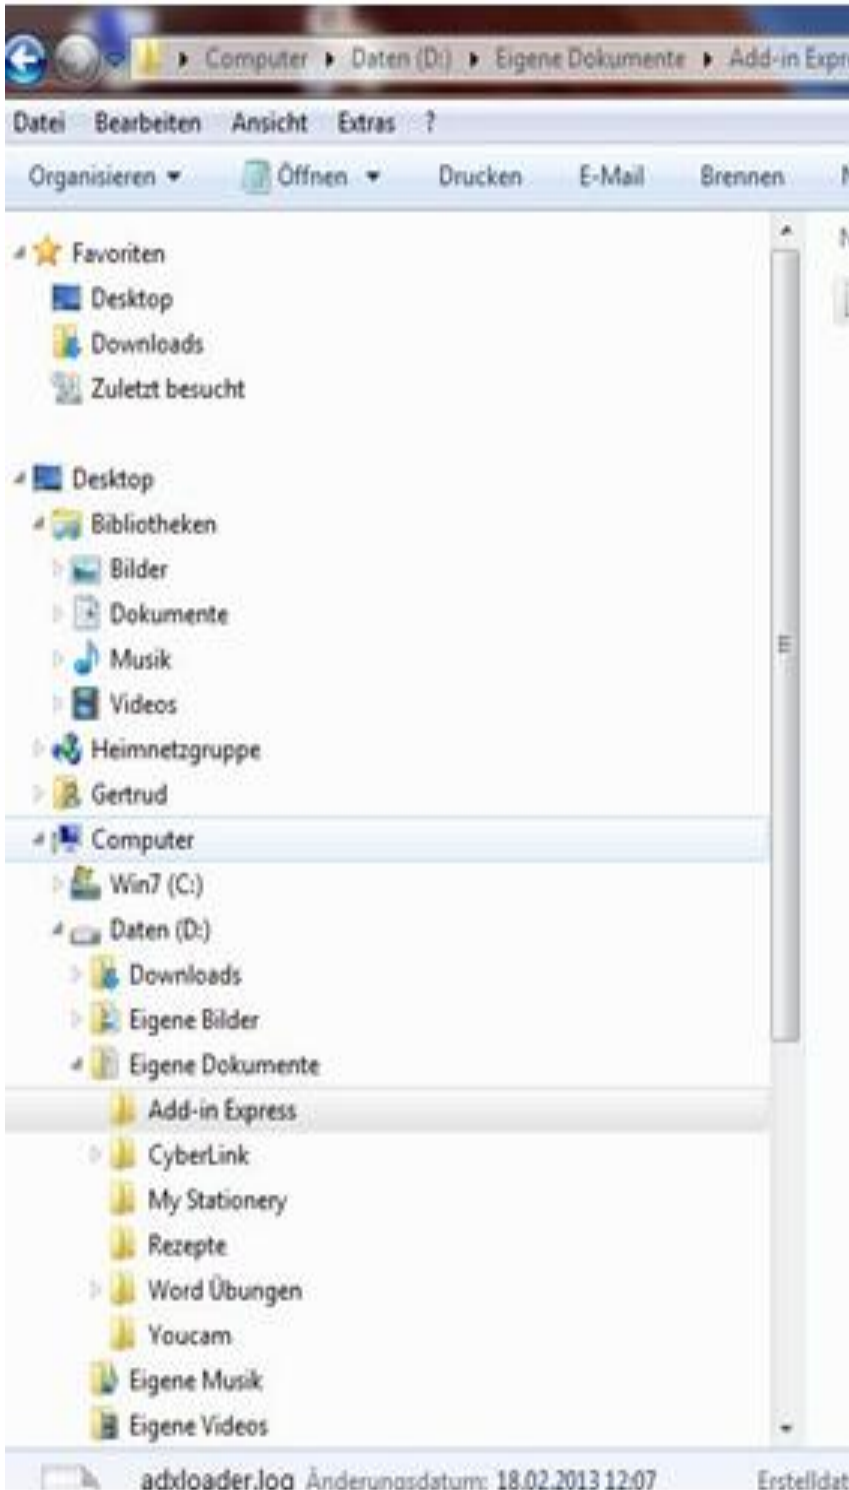 Computer Daten (D:) Eigene Dokumente Add-in
Datei Bearbeiten Ansicht Extras ?
Organisieren Öffnen Drucken E-Mail Brennen
Favoriten
Desktop
Downloads
Zuletzt besucht
Desktop
Bibliotheken
Bilder
Dokumente
Musik
Videos
Heimnetzgruppe
Gertrud
Computer
Win7 (C:)
Daten (D:)
Downloads
Eigene Bilder
Eigene Dokumente
Add-in Express
CyberLink
My Stationery
Rezepte
Word Übungen
Youcam
Eigene Musik
Eigene Videos
adxloader.log Änderungsdatum: 18.02.2013 12:07